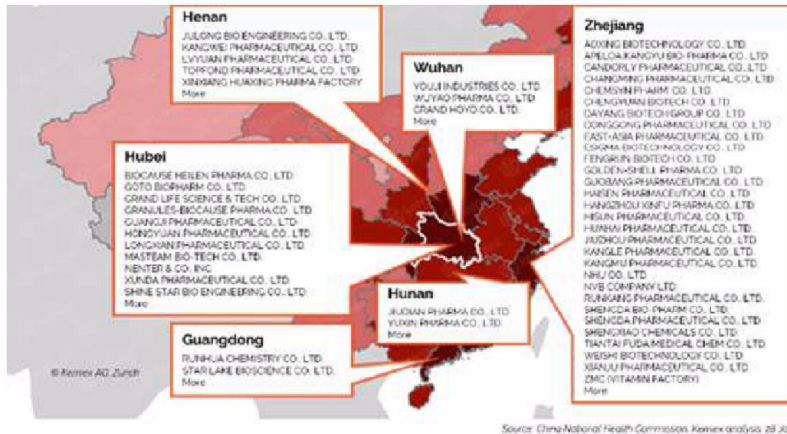 Henan
JULONG BIO ENGINEERING CO., LTD.
KANGWEI PHARMACEUTICAL CO., LTD
LVYUAN PHARMACEUTICAL CO., LTD
TOPFOND PHARMACEUTICAL CO., LTD
XINXIANG HUAXING PHARMA FACTORY
More
Wuhan
YOUJI INDUSTRIES CO., LTD.
WUYAO PHARMA CO., LTD
GRAND HOYO CO., LTD.
More
Hubei
BIOCAUSE HEILEN PHARMA CO., LTD
GOTO BIOPHARM CO., LTD
GRAND LIFE SCIENCE & TECH CO., LTD
GRANULES-BIOCAUSE PHARMA CO., LTD
GUANGJI PHARMACEUTICAL CO., LTD
HONGYUAN PHARMACEUTICAL CO., LTD
LONGXIAN PHARMACEUTICAL CO., LTD
MASTEAM BIO-TECH CO., LTD.
NENTER & CO., INC
XUNDA PHARMACEUTICAL CO., LTD
SHINE STAR BIO ENGINEERING CO., LTD
More
Hunan
JIUDIAN PHARMA CO., LTD
YUXIN PHARMA CO., LTD
More
Guangdong
RUNHUA CHEMISTRY CO., LTD.
STAR LAKE BIOSCIENCE CO., LTD.
More
Zhejiang
AOXING BIOTECHNOLOGY CO., LTD
APELOA KANGYU BIO-PHARMA CO., LTD
CANDORLY PHARMACEUTICAL CO., LTD
CHANGMING PHARMACEUTICAL CO., LTD
CHEMSYN PHARM CO., LTD
CHENGYUAN BIOTECH CO., LTD
DAYANG BIOTECH GROUP CO., LTD
DONGGONG PHARMACEUTICAL CO., LTD
EAST-ASIA PHARMACEUTICAL CO., LTD
ESIGMA BIOTECHNOLOGY CO., LTD
FENGRUN BIOTECH CO., LTD
GOLDEN-SHELL PHARMA CO., LTD
GUOBANG PHARMACEUTICAL CO., LTD
HAISEN PHARMACEUTICAL CO., LTD
HANGZHOU XINFU PHARMA CO., LTD
HISUN PHARMACEUTICAL CO., LTD
HUAHAI PHARMACEUTICAL CO., LTD
JIUZHOU PHARMACEUTICAL CO., LTD
KANGLE PHARMACEUTICAL CO., LTD
KANGMU PHARMACEUTICAL CO., LTD
NHU CO., LTD
NVB COMPANY LTD
RUNKANG PHARMACEUTICAL CO., LTD
SHENGDA BIO-PHARM CO., LTD
SHENGDA PHARMACEUTICAL CO., LTD
SHENGXIAO CHEMICALS CO., LTD
TIANTAI FUDA MEDICAL CHEM CO., LTD
WEISHI BIOTECHNOLOGY CO., LTD
XIANJU PHARMACEUTICAL CO., LTD
ZMC (VITAMIN FACTORY)
More
© Kemiex AG, Zurich
Source: China National Health Commission, Kemiex analysis, 28